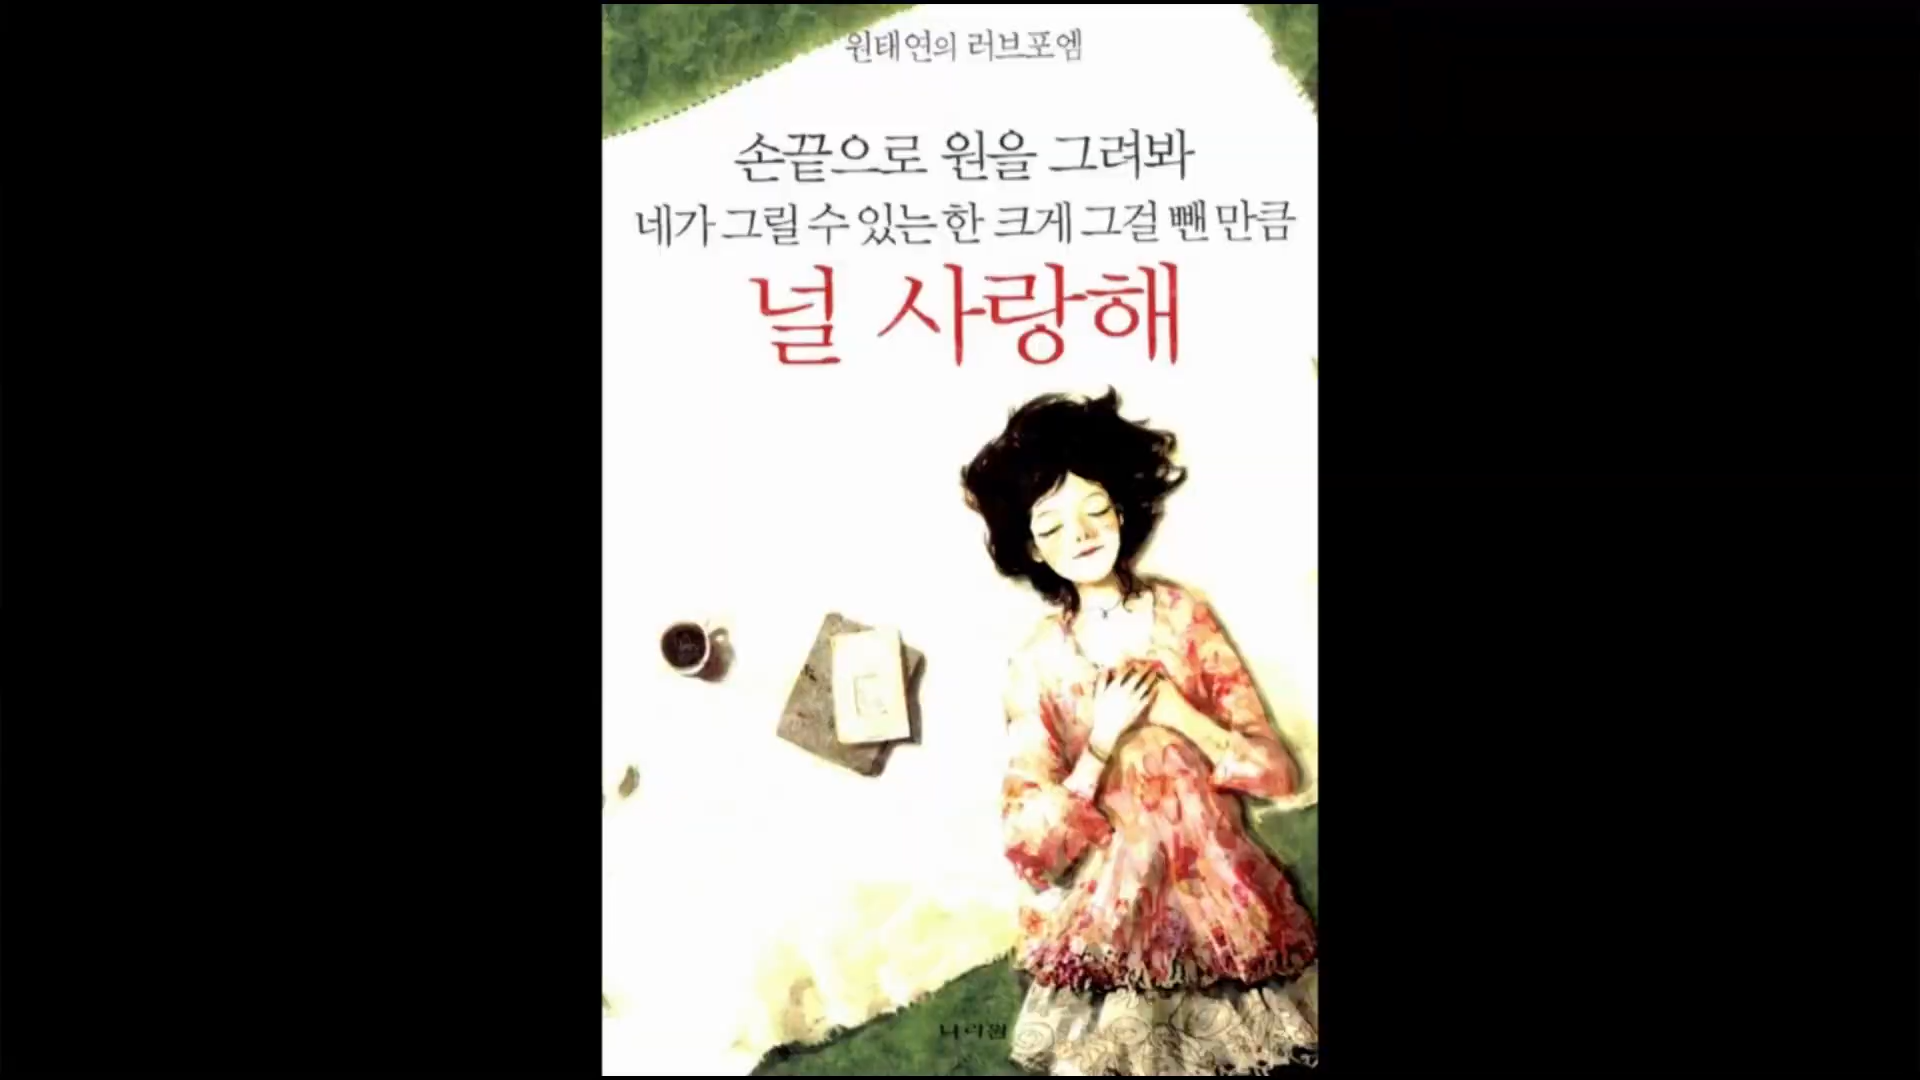 원태연의 러브포엠
손끝으로 원을 그려봐
네가 그릴 수 있는 한 크게 그걸 뺀 만큼
널 사랑해